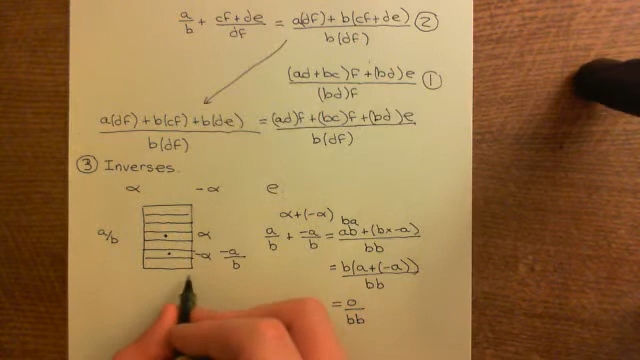 a/b + (cf+de)/df = (a(df)+b(cf+de))/b(df) ②
((ad+bc)f+(bd)e)/(bd)f ①
(a(df)+b(cf)+b(de))/b(df) = ((ad)f+(bc)f+(bd)e)/b(df)
③ Inverses.
α -α e
α+(-α) ba
a/b α a/b + -a/b = (ab+(bx-a))/bb
-α -a/b
= b(a+(-a))/bb
= 0/bb